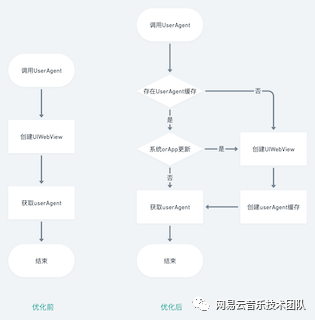 调用UserAgent
创建UIWebView
获取userAgent
结束
优化前
调用UserAgent
存在UserAgent缓存
否
是
系统orApp更新
是
创建UIWebView
否
获取userAgent
创建userAgent缓存
结束
优化后
网易云音乐技术团队